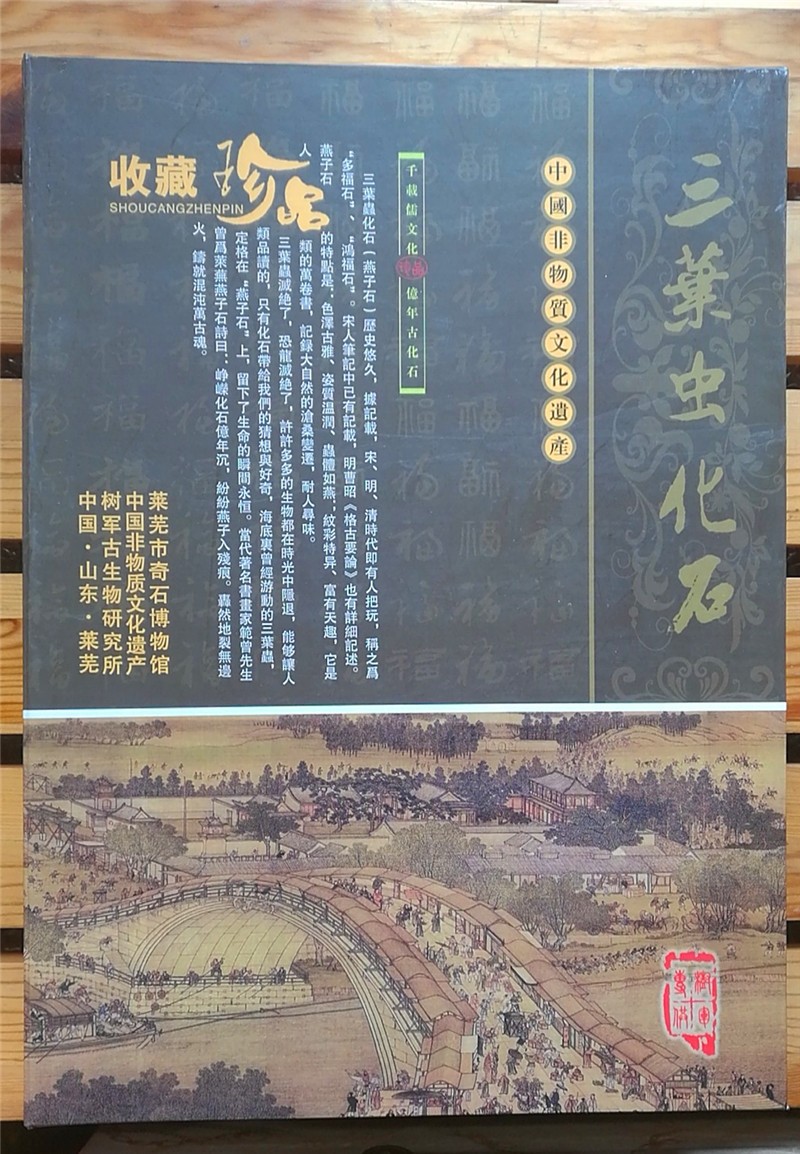 三葉虫化石
中國非物質文化遺產
千載儒文化
億年古化石
三葉蟲化石(燕子石)歷史悠久,據記載,宋、明、清時代即有人把玩,稱之爲
“多福石”、“鴻福石”。宋人筆記中已有記載,明曹昭《格古要論》也有詳細記述。
燕子石的特點是:色澤古雅、姿質温潤、蟲體如燕;紋彩特异、富有天趣,它是
人類的萬卷書,記錄大自然的滄桑變遷,耐人尋味。
三葉蟲滅絶了,恐龍滅絶了,許許多多的生物都在時光中隱退,能够讓人
類品讀的,只有化石帶給我們的猜想與好奇,海底裏曾經游動的三葉蟲,
定格在“燕子石”上,留下了生命的瞬間永恒。當代著名書畫家範曾先生
曾爲萊蕪燕子石詩曰:崢嶸化石億年沉,紛紛燕子入殘痕。轟然地裂無邊
火,鑄就混沌萬古魂。
收藏珍品
SHOUCANGZHENPIN
莱芜市奇石博物馆
中国非物质文化遗产
树军古生物研究所
中国·山东·莱芜
樹軍
專供